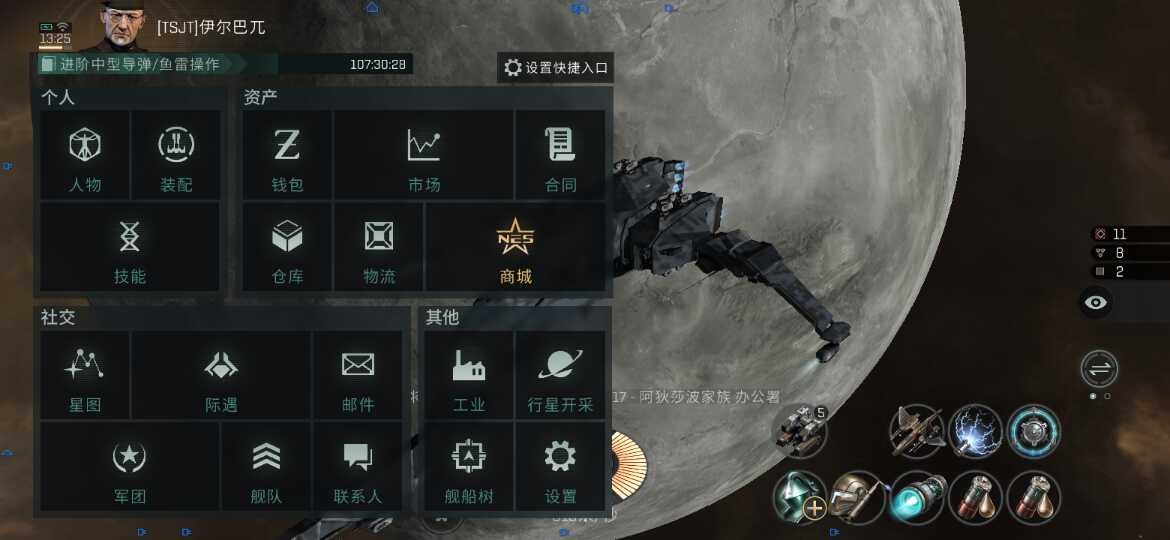 [TSJT]伊尔巴兀
13:25
进阶中型导弹/鱼雷操作
107:30:28
设置快捷入口
个人
资产
人物
装配
钱包
市场
合同
技能
仓库
物流
NES
商城
11
8
2
社交
其他
星图
际遇
邮件
工业
行星开采
17 - 阿狄莎波家族 办公署
5
军团
舰队
联系人
舰船树
设置